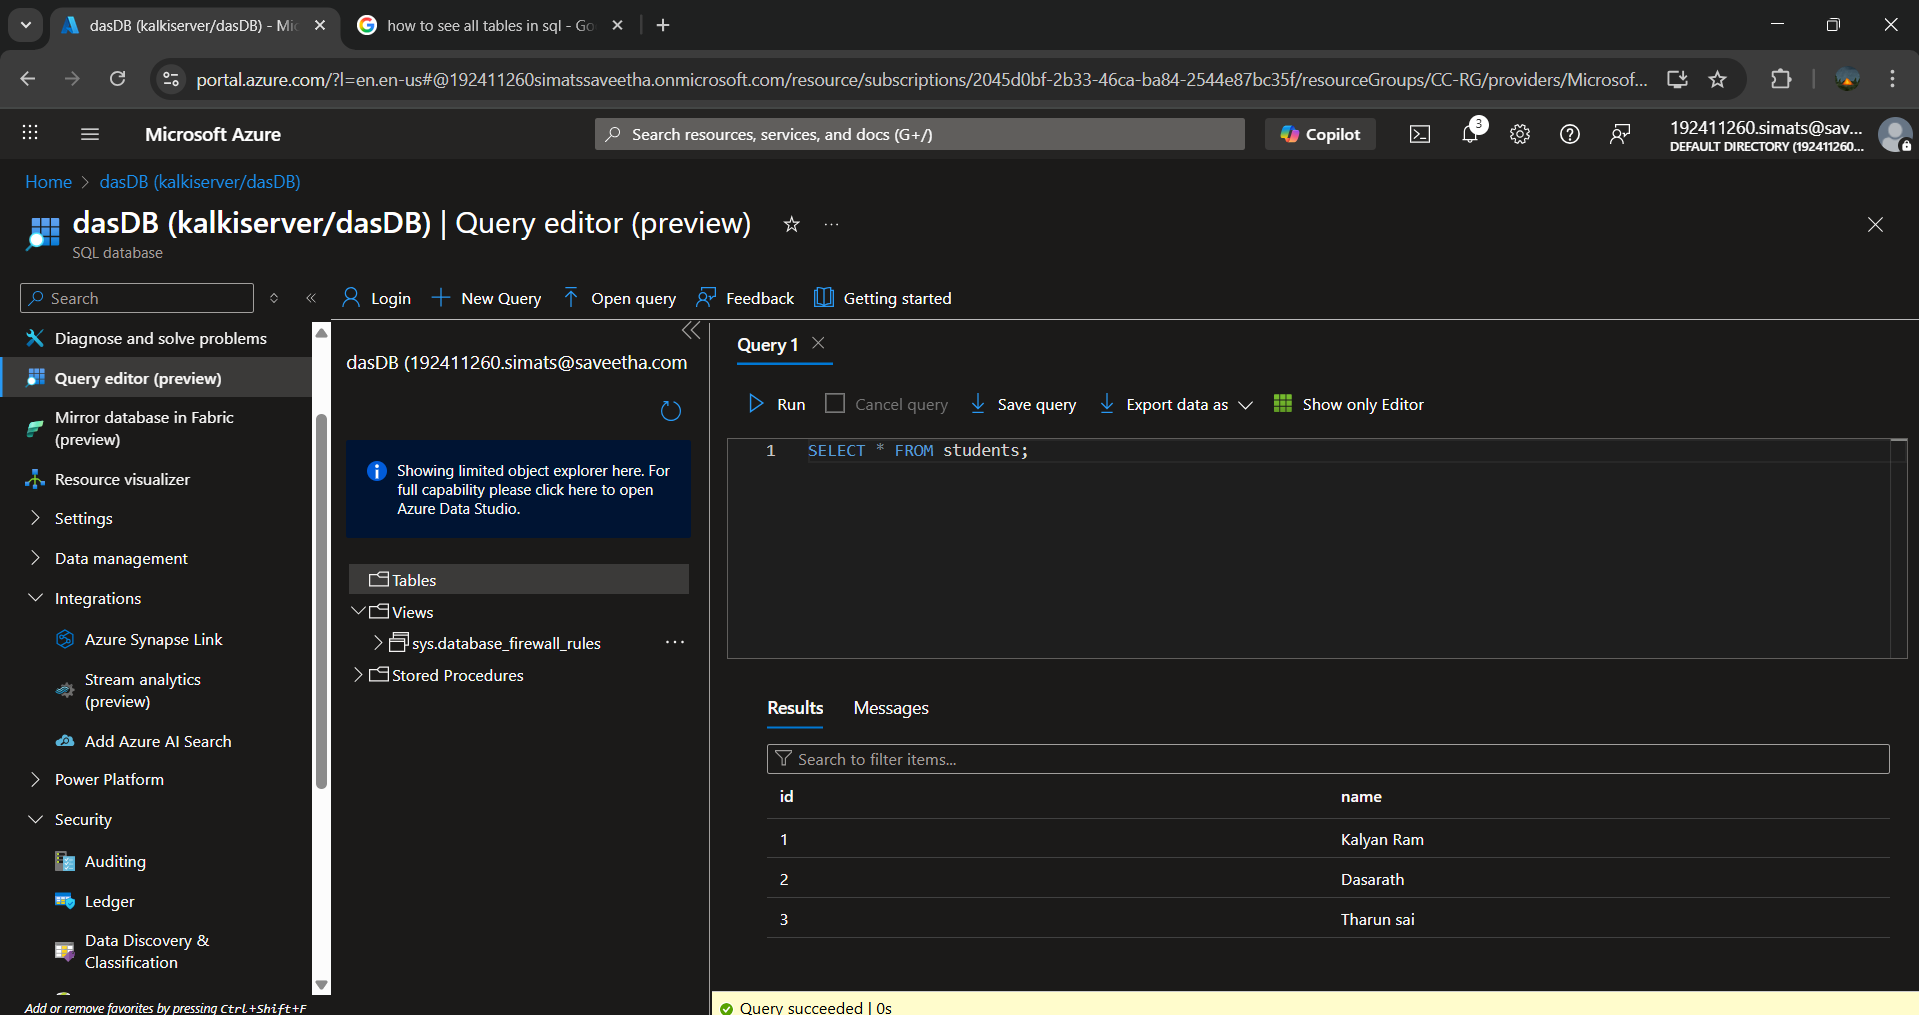 dasDB (kalkiserver/dasDB) - Mic
how to see all tables in sql - Go
portal.azure.com/?l=en.en-us#@192411260simatssaveetha.onmicrosoft.com/resource/subscriptions/2045d0bf-2b33-46ca-ba84-2544e87bc35f/resourceGroups/CC-RG/providers/Microsof...
Microsoft Azure
Search resources, services, and docs (G+/)
Copilot
3
192411260.simats@sav...
DEFAULT DIRECTORY (192411260...
Home > dasDB (kalkiserver/dasDB)
dasDB (kalkiserver/dasDB) | Query editor (preview)
SQL database
Search
Login
New Query
Open query
Feedback
Getting started
Diagnose and solve problems
Query editor (preview)
Mirror database in Fabric
(preview)
Resource visualizer
Settings
Data management
Integrations
Azure Synapse Link
Stream analytics
(preview)
Add Azure AI Search
Power Platform
Security
Auditing
Ledger
Data Discovery &
Classification
Add or remove favorites by pressing Ctrl+Shift+F
dasDB (192411260.simats@saveetha.com
Showing limited object explorer here. For
full capability please click here to open
Azure Data Studio.
Tables
Views
sys.database_firewall_rules
Stored Procedures
Query 1
Run
Cancel query
Save query
Export data as
Show only Editor
1 SELECT * FROM students;
Results
Messages
Search to filter items...
id name
1 Kalyan Ram
2 Dasarath
3 Tharun sai
Query succeeded | 0s